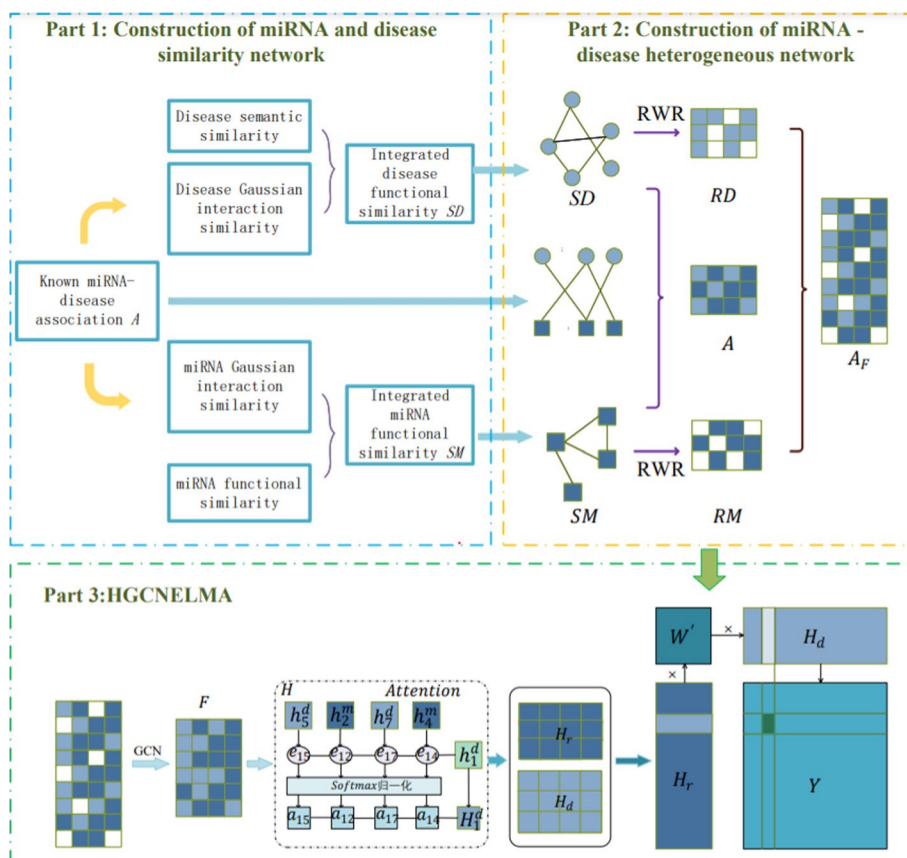 Part 1: Construction of miRNA and disease
similarity network
Part 2: Construction of miRNA -
disease heterogeneous network
Disease semantic
similarity
Disease Gaussian
interaction
similarity
Integrated
disease
functional
similarity SD
Known miRNA-
disease
association A
miRNA Gaussian
interaction
similarity
Integrated
miRNA
functional
similarity SM
miRNA functional
similarity
RWR
SD
RD
A
A_F
RWR
SM
RM
Part 3:HGCNELMA
F
GCN
H
Attention
h_5^d h_2^m h_7^d h_4^m
e_15 e_12 e_17 e_14 h_1^d
Softmax归一化
a_15 a_12 a_17 a_14 H_1^d
H_r
H_d
W′ × H_d
×
H_r
Y